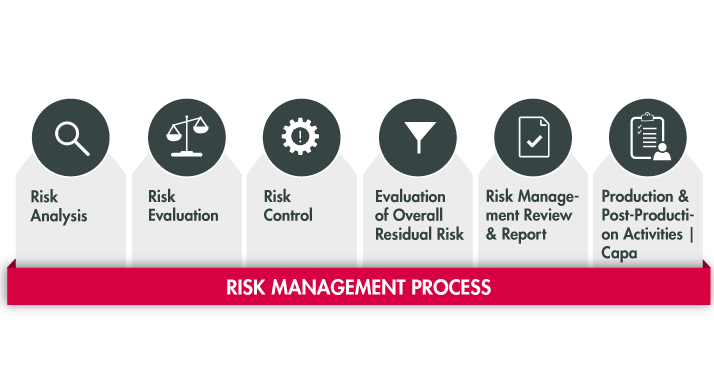 Risk
Analysis
Risk
Evaluation
Risk
Control
Evaluation
of Overall
Residual Risk
Risk Manage-
ment Review
& Report
Production &
Post-Producti-
on Activities |
Capa
RISK MANAGEMENT PROCESS